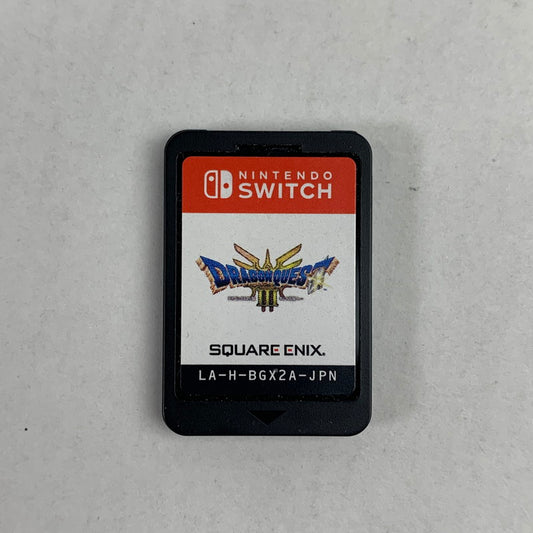 NINTENDO
SWITCH
DRAGON QUEST
III
SQUARE ENIX®
LA-H-BGX2A-JPN